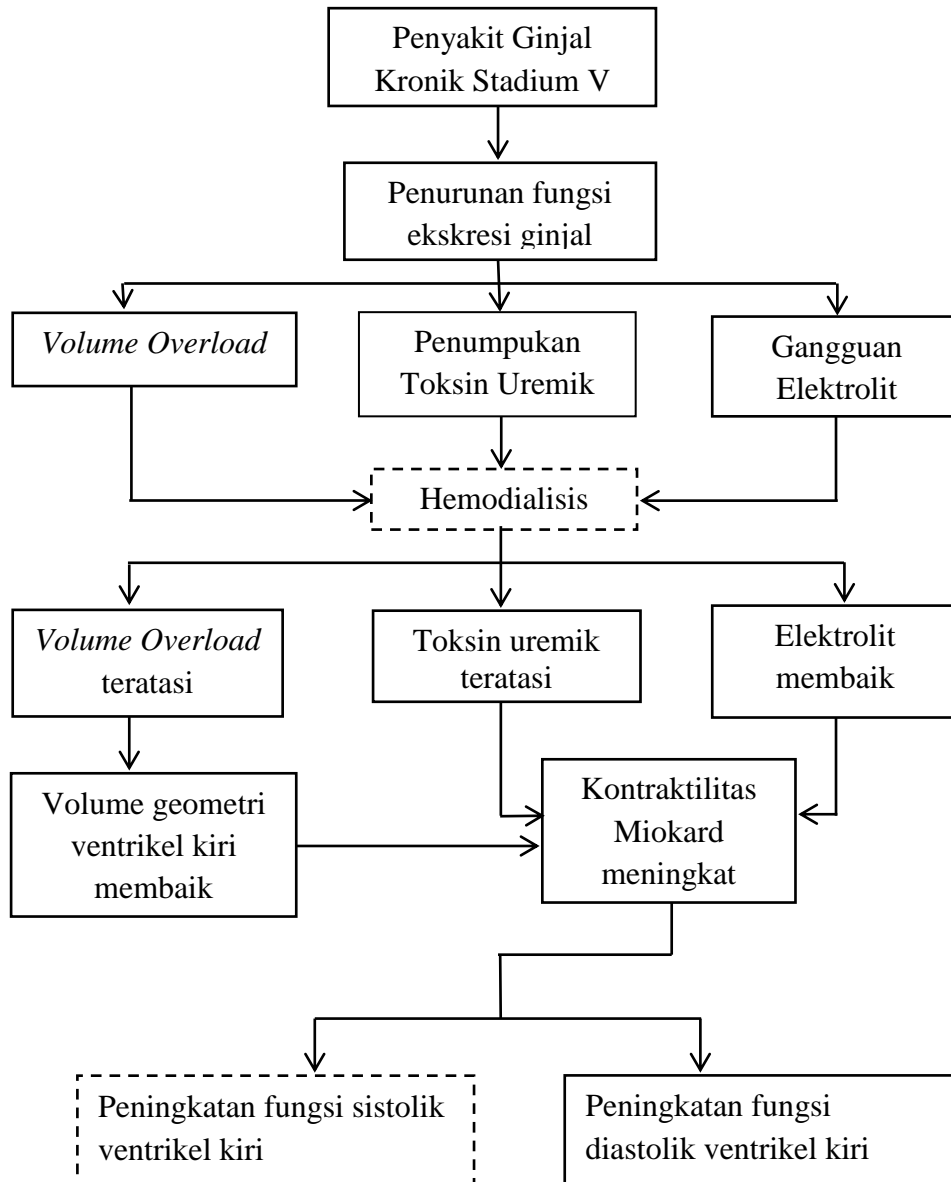 Penyakit Ginjal
Kronik Stadium V
Penurunan fungsi
ekskresi ginjal
Volume Overload
Penumpukan
Toksin Uremik
Gangguan
Elektrolit
Hemodialisis
Volume Overload
teratasi
Toksin uremik
teratasi
Elektrolit
membaik
Volume geometri
ventrikel kiri
membaik
Kontraktilitas
Miokard
meningkat
Peningkatan fungsi sistolik
ventrikel kiri
Peningkatan fungsi
diastolik ventrikel kiri